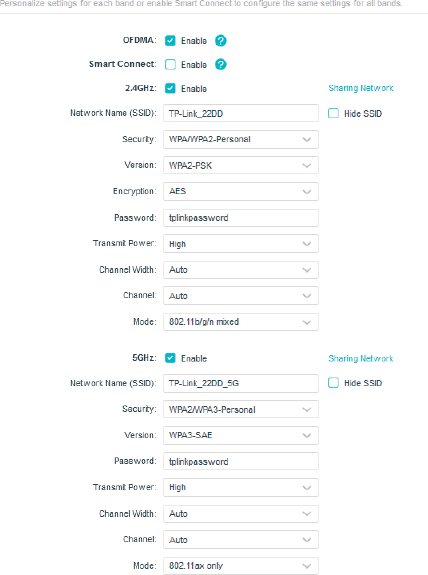 Personalize settings for each band or enable Smart Connect to configure the same settings for all bands.
OFDMA: Enable ?
Smart Connect: Enable ?
2.4GHz: Enable Sharing Network
Network Name (SSID): TP-Link_22DD Hide SSID
Security: WPA/WPA2-Personal
Version: WPA2-PSK
Encryption: AES
Password: tplinkpassword
Transmit Power: High
Channel Width: Auto
Channel: Auto
Mode: 802.11b/g/n mixed
5GHz: Enable Sharing Network
Network Name (SSID): TP-Link_22DD_5G Hide SSID
Security: WPA2/WPA3-Personal
Version: WPA3-SAE
Password: tplinkpassword
Transmit Power: High
Channel Width: Auto
Channel: Auto
Mode: 802.11ax only